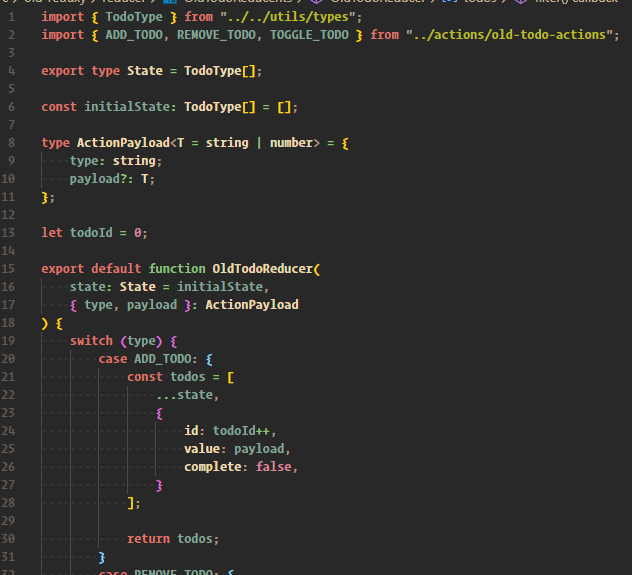 1 import { TodoType } from "../../utils/types";
2 import { ADD_TODO, REMOVE_TODO, TOGGLE_TODO } from "../actions/old-todo-actions";
3
4 export type State = TodoType[];
5
6 const initialState: TodoType[] = [];
7
8 type ActionPayload<T = string | number> = {
9     type: string;
10     payload?: T;
11 };
12
13 let todoId = 0;
14
15 export default function OldTodoReducer(
16     state: State = initialState,
17     { type, payload }: ActionPayload
18 ) {
19     switch (type) {
20         case ADD_TODO: {
21             const todos = [
22                 ...state,
23                 {
24                     id: todoId++,
25                     value: payload,
26                     complete: false,
27                 }
28             ];
29
30             return todos;
31         }
32         case REMOVE_TODO: {